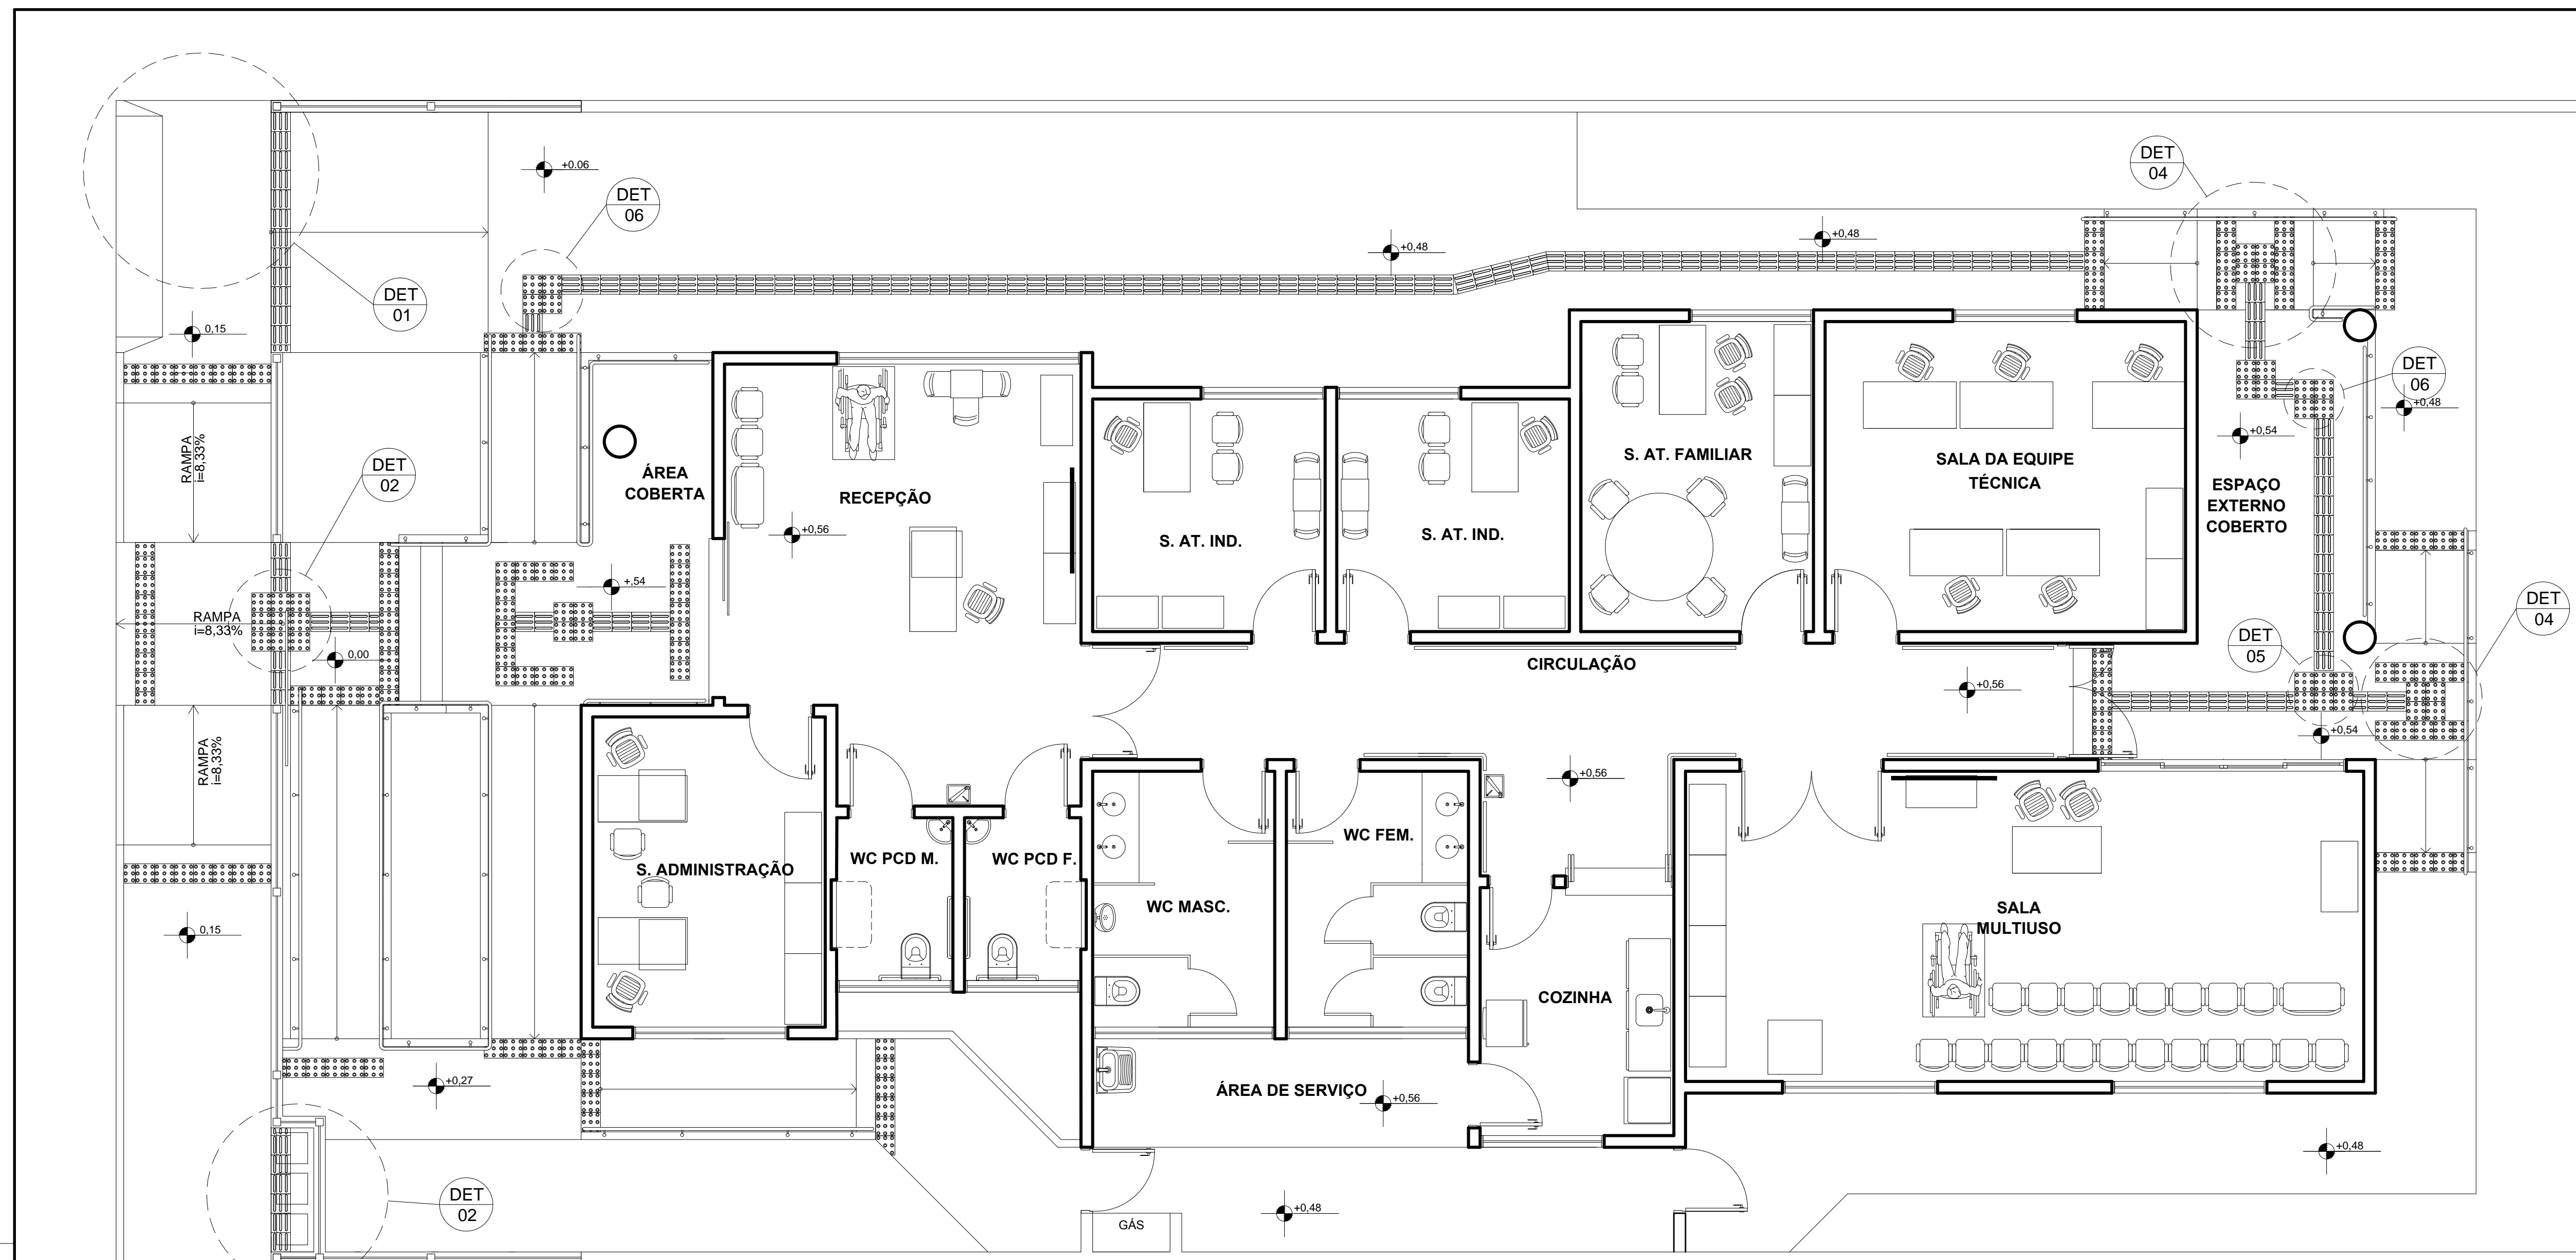 DET
04
+0.06
DET
06
+0,48
+0,48
DET
01
0,15
DET
06
+0,48
+0,54
RAMPA
i=8,33%
DET
02
ÁREA
COBERTA
RECEPÇÃO
S. AT. FAMILIAR
SALA DA EQUIPE
TÉCNICA
ESPAÇO
EXTERNO
COBERTO
+0,56
S. AT. IND.
S. AT. IND.
+,54
RAMPA
i=8,33%
DET
04
0,00
CIRCULAÇÃO
DET
05
+0,56
+0,54
RAMPA
i=8,33%
+0,56
WC FEM.
S. ADMINISTRAÇÃO
WC PCD M.
WC PCD F.
WC MASC.
SALA
MULTIUSO
0,15
COZINHA
+0,27
ÁREA DE SERVIÇO
+0,56
+0,48
DET
02
+0,48
GÁS